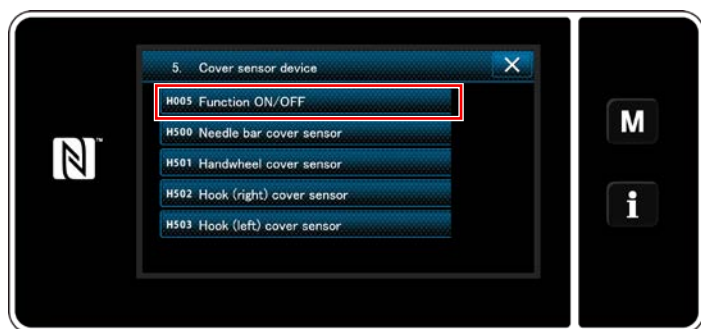 5. Cover sensor device
H005 Function ON/OFF
H500 Needle bar cover sensor
H501 Handwheel cover sensor
H502 Hook (right) cover sensor
H503 Hook (left) cover sensor
M
i
N